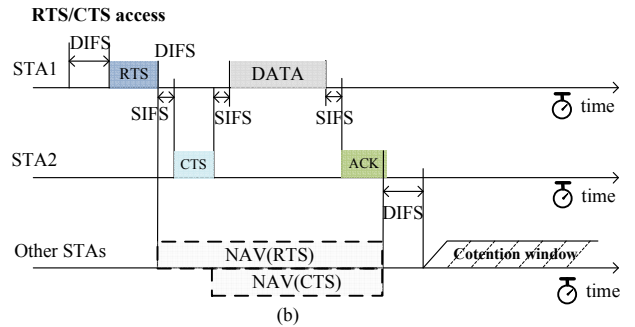 RTS/CTS access
DIFS
DIFS
STA1
RTS
DATA
time
SIFS
SIFS
SIFS
STA2
CTS
ACK
time
DIFS
Other STAs
NAV(RTS)
Cotention window
NAV(CTS)
time
(b)